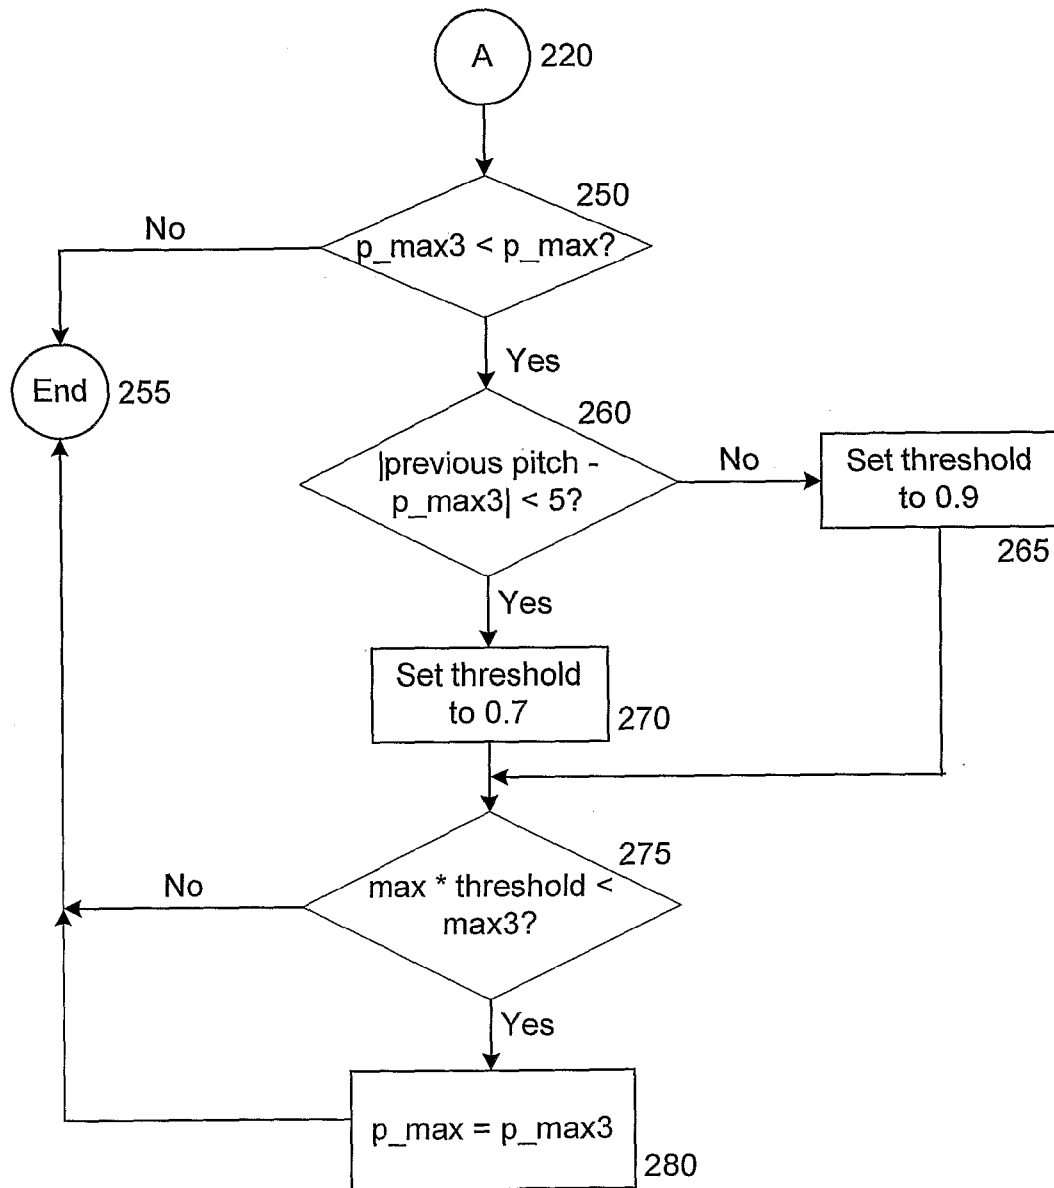 A
220
250
p_max3 < p_max?
No
Yes
End
255
260
|previous pitch -
p_max3| < 5?
No
Set threshold
to 0.9
265
Yes
Set threshold
to 0.7
270
275
max * threshold <
max3?
No
Yes
p_max = p_max3
280